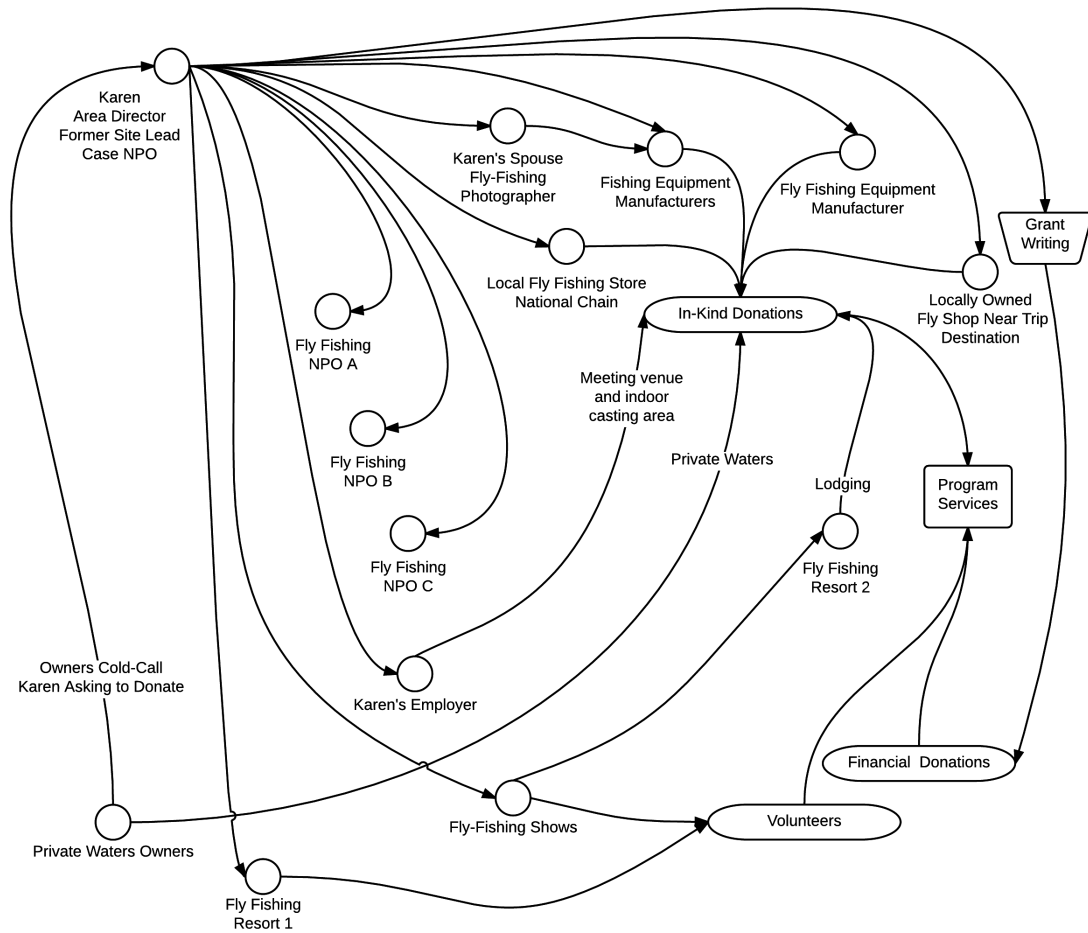 Karen
Area Director
Former Site Lead
Case NPO
Karen's Spouse
Fly-Fishing
Photographer
Fishing Equipment
Manufacturers
Fly Fishing Equipment
Manufacturer
Grant
Writing
Local Fly Fishing Store
National Chain
Locally Owned
Fly Shop Near Trip
Destination
In-Kind Donations
Fly Fishing
NPO A
Meeting venue
and indoor
casting area
Fly Fishing
NPO B
Private Waters
Lodging
Program
Services
Fly Fishing
NPO C
Fly Fishing
Resort 2
Owners Cold-Call
Karen Asking to Donate
Karen's Employer
Financial  Donations
Fly-Fishing Shows
Volunteers
Private Waters Owners
Fly Fishing
Resort 1